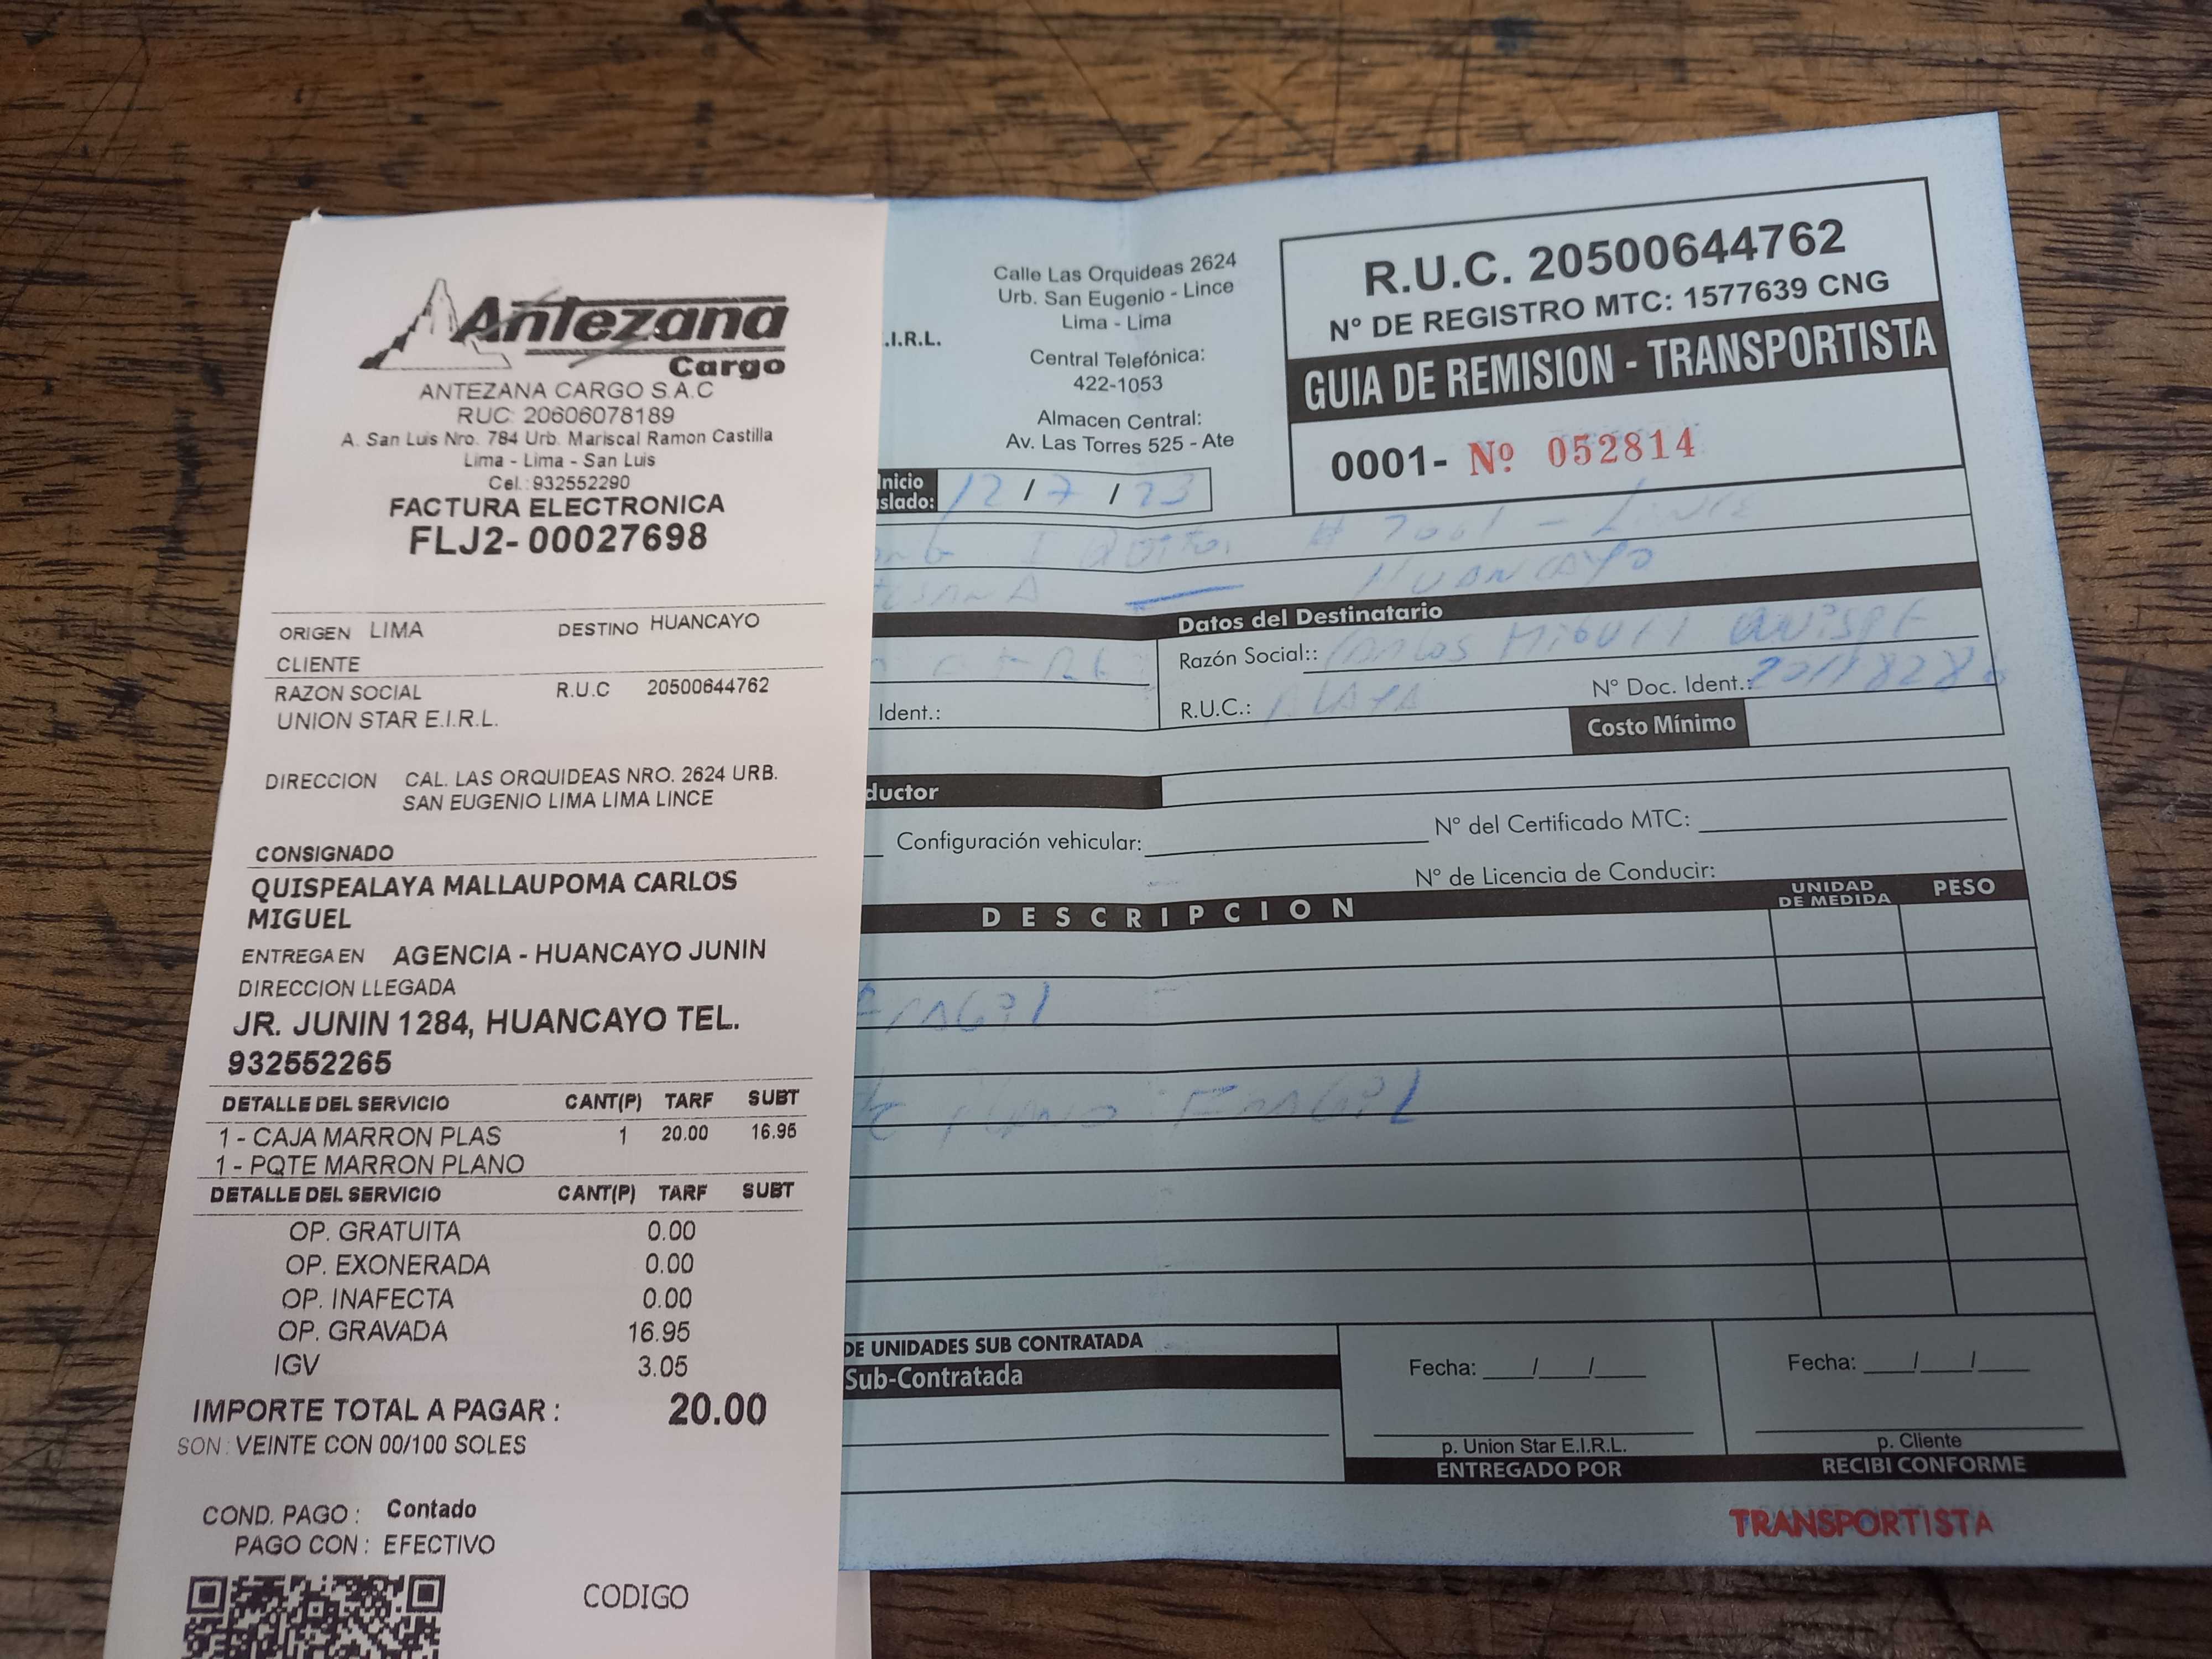 Antezana
Cargo
ANTEZANA CARGO S.A.C
RUC: 20606078189
A. San Luis Nro. 784 Urb. Mariscal Ramon Castilla
Lima - Lima - San Luis
Cel.: 932552290
FACTURA ELECTRONICA
FLJ2- 00027698
ORIGEN LIMA DESTINO HUANCAYO
CLIENTE
RAZON SOCIAL R.U.C 20500644762
UNION STAR E.I.R.L.
DIRECCION CAL. LAS ORQUIDEAS NRO. 2624 URB.
SAN EUGENIO LIMA LIMA LINCE
CONSIGNADO
QUISPEALAYA MALLAUPOMA CARLOS
MIGUEL
ENTREGA EN AGENCIA - HUANCAYO JUNIN
DIRECCION LLEGADA
JR. JUNIN 1284, HUANCAYO TEL.
932552265
DETALLE DEL SERVICIO CANT(P) TARF SUBT
1 - CAJA MARRON PLAS 1 20.00 16.95
1 - PQTE MARRON PLANO
DETALLE DEL SERVICIO CANT(P) TARF SUBT
OP. GRATUITA 0.00
OP. EXONERADA 0.00
OP. INAFECTA 0.00
OP. GRAVADA 16.95
IGV 3.05
IMPORTE TOTAL A PAGAR : 20.00
SON : VEINTE CON 00/100 SOLES
COND. PAGO : Contado
PAGO CON : EFECTIVO
CODIGO
.I.R.L.
Calle Las Orquideas 2624
Urb. San Eugenio - Lince
Lima - Lima
Central Telefónica:
422-1053
Almacen Central:
Av. Las Torres 525 - Ate
R.U.C. 20500644762
N° DE REGISTRO MTC: 1577639 CNG
GUIA DE REMISION - TRANSPORTISTA
0001- Nº 052814
Inicio
slado: 12 / 7 / 23
Lince
HUANCAYO
Datos del Destinatario
Razón Social:: Carlos Miguel Quispe
Ident.: R.U.C.: ALAYA N° Doc. Ident.:
Costo Mínimo
ductor
Configuración vehicular: N° del Certificado MTC:
N° de Licencia de Conducir:
DESCRIPCION UNIDAD DE MEDIDA PESO
DE UNIDADES SUB CONTRATADA
Sub-Contratada
Fecha: / / Fecha: / /
p. Union Star E.I.R.L. p. Cliente
ENTREGADO POR RECIBI CONFORME
TRANSPORTISTA